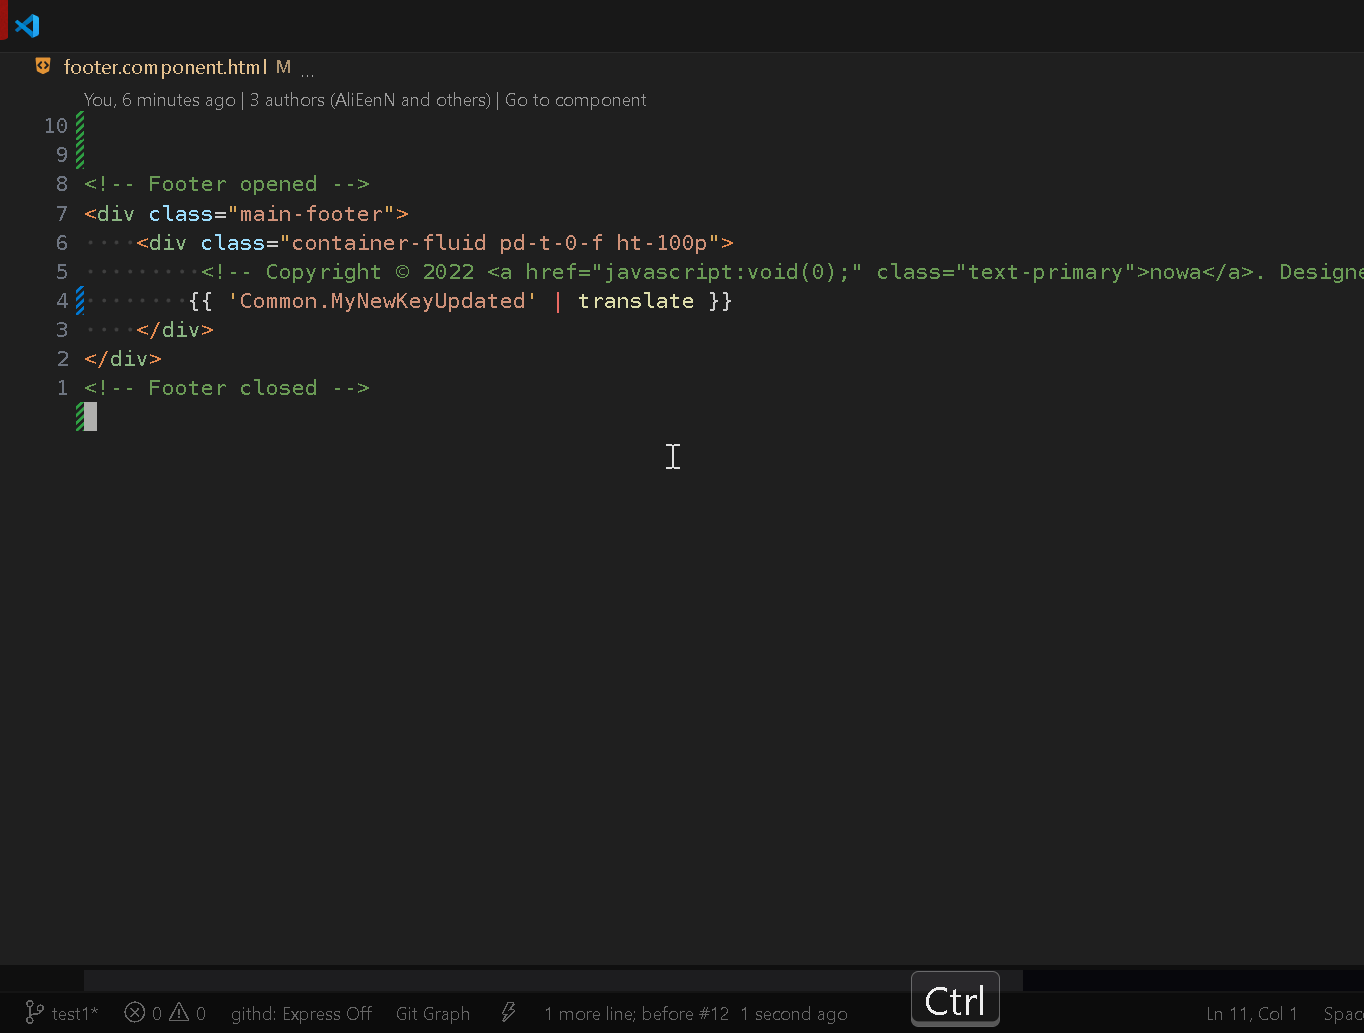 footer.component.html M ...
You, 6 minutes ago | 3 authors (AliEenN and others) | Go to component
10
9
8 <!-- Footer opened -->
7 <div class="main-footer">
6 ····<div class="container-fluid pd-t-0-f ht-100p">
5 ·········<!-- Copyright © 2022 <a href="javascript:void(0);" class="text-primary">nowa</a>. Designe
4 ········{{ 'Common.MyNewKeyUpdated' | translate }}
3 ····</div>
2 </div>
1 <!-- Footer closed -->
test1* 0 0 githd: Express Off Git Graph 1 more line; before #12 1 second ago Ctrl Ln 11, Col 1 Spac